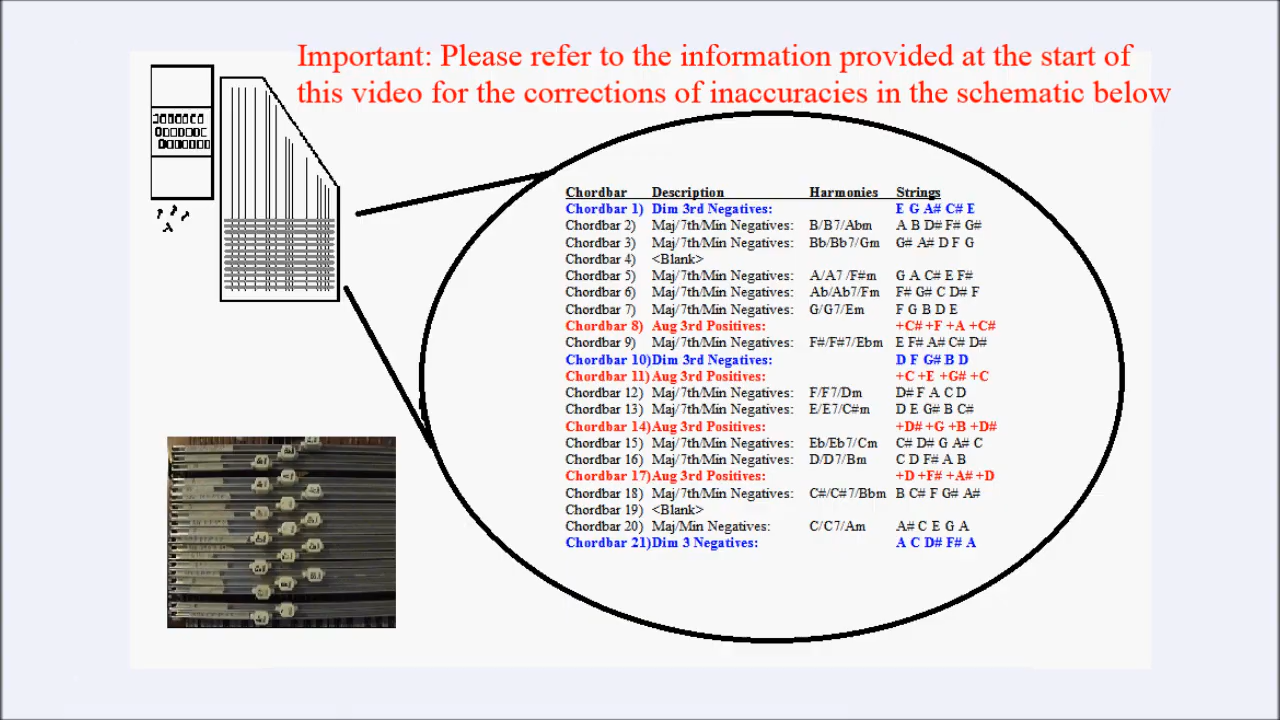 Important: Please refer to the information provided at the start of
this video for the corrections of inaccuracies in the schematic below
Chordbar Description Harmonies Strings
Chordbar 1) Dim 3rd Negatives: E G A# C# E
Chordbar 2) Maj/7th/Min Negatives: B/B7/Abm A B D# F# G#
Chordbar 3) Maj/7th/Min Negatives: Bb/Bb7/Gm G# A# D F G
Chordbar 4) <Blank>
Chordbar 5) Maj/7th/Min Negatives: A/A7 /F#m G A C# E F#
Chordbar 6) Maj/7th/Min Negatives: Ab/Ab7/Fm F# G# C D# F
Chordbar 7) Maj/7th/Min Negatives: G/G7/Em F G B D E
Chordbar 8) Aug 3rd Positives: +C# +F +A +C#
Chordbar 9) Maj/7th/Min Negatives: F#/F#7/Ebm E F# A# C# D#
Chordbar 10)Dim 3rd Negatives: D F G# B D
Chordbar 11)Aug 3rd Positives: +C +E +G# +C
Chordbar 12) Maj/7th/Min Negatives: F/F7/Dm D# F A C D
Chordbar 13) Maj/7th/Min Negatives: E/E7/C#m D E G# B C#
Chordbar 14)Aug 3rd Positives: +D# +G +B +D#
Chordbar 15) Maj/7th/Min Negatives: Eb/Eb7/Cm C# D# G A# C
Chordbar 16) Maj/7th/Min Negatives: D/D7/Bm C D F# A B
Chordbar 17)Aug 3rd Positives: +D +F# +A# +D
Chordbar 18) Maj/7th/Min Negatives: C#/C#7/Bbm B C# F G# A#
Chordbar 19) <Blank>
Chordbar 20) Maj/Min Negatives: C/C7/Am A# C E G A
Chordbar 21)Dim 3 Negatives: A C D# F# A